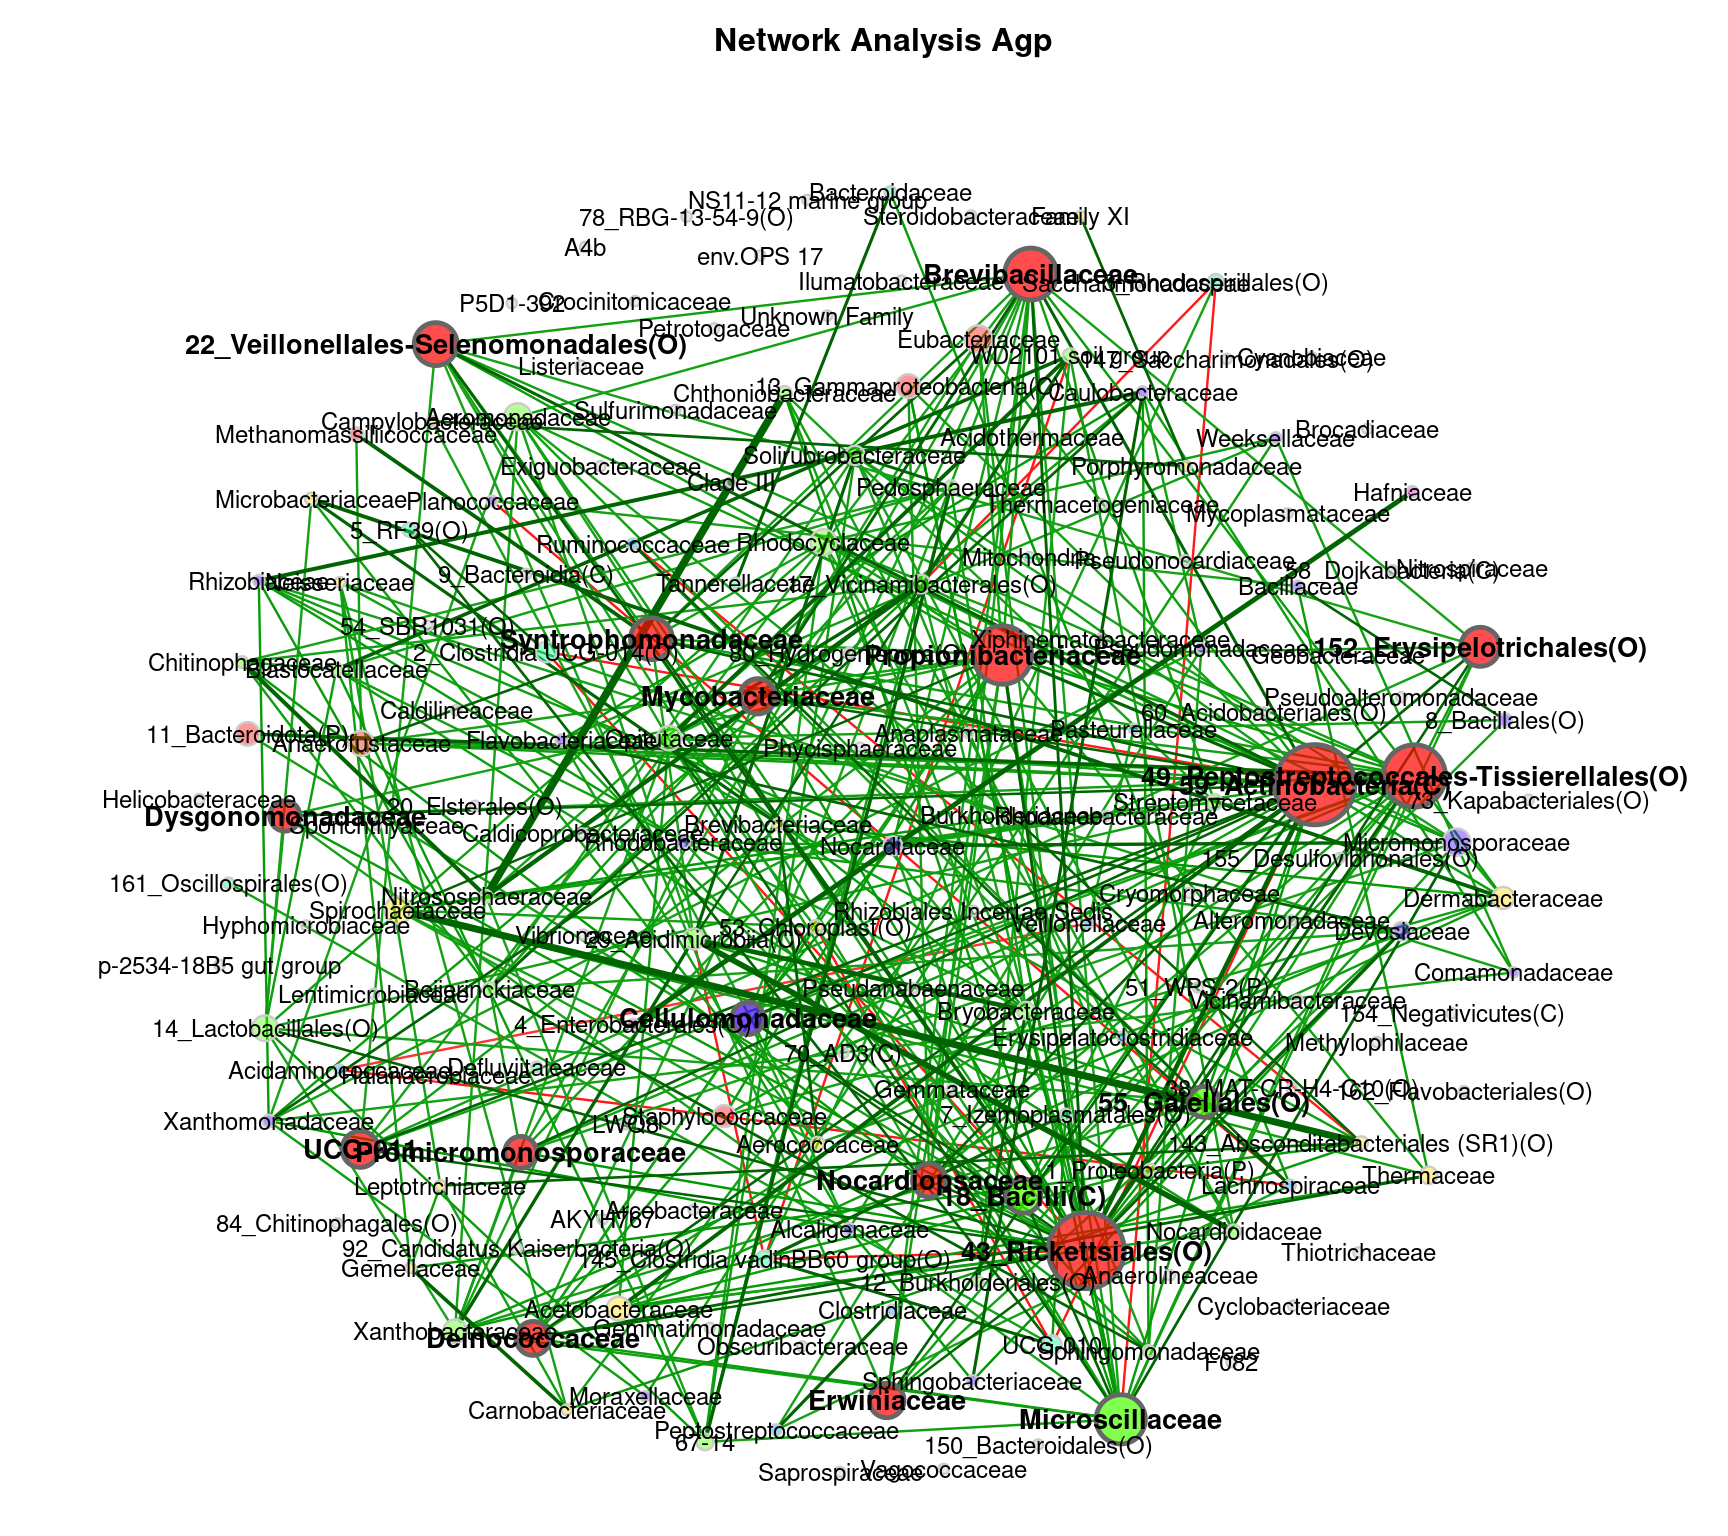 Network Analysis Agp
Bacteroidaceae
NS11-12 marine group
78_RBG-13-54-9(O)
Steroidobacteraceae
Family XI
A4b
env.OPS 17
Brevibacillaceae
Ilumatobacteraceae
Saccharimonadaceae
P5D1-392
Crocinitomicaceae
Unknown Family
Petrotogaceae
Eubacteriaceae
22_Veillonellales-Selenomonadales(O)
WD2101 soil group
147_Saccharimonadales(O)
Cyanobiaceae
Listeriaceae
13_Gammaproteobacteria(C)
Chthoniobacteraceae
Caulobacteraceae
Sulfurimonadaceae
Campylobacteraceae
Aeromonadaceae
Methanomassiliicoccaceae
Acidothermaceae
Weeksellaceae
Brocadiaceae
Solirubrobacteraceae
Exiguobacteraceae
Porphyromonadaceae
Clade III
Pedosphaeraceae
Hafniaceae
Microbacteriaceae
Planococcaceae
Thermacetogeniaceae
Mycoplasmataceae
5_RF39(O)
Ruminococcaceae
Rhodocyclaceae
Mitochondria
Pseudonocardiaceae
Nitrospiraceae
58_Dojkabacteria(C)
9_Bacteroidia(C)
Rhizobiaceae
Neisseriaceae
Tannerellaceae
17_Vicinamibacterales(O)
Bacillaceae
54_SBR1031(O)
Syntrophomonadaceae
Xiphinematobacteraceae
Pseudomonadaceae
152_Erysipelotrichales(O)
2_Clostridia UCG-014(O)
Propionibacteriaceae
Geobacteraceae
Chitinophagaceae
Blastocatellaceae
Mycobacteriaceae
Pseudoalteromonadaceae
Caldilineaceae
60_Acidobacteriales(O)
8_Bacillales(O)
11_Bacteroidota(P)
Anaerofustaceae
Flavobacteriaceae
Opitutaceae
Anaplasmataceae
Pasteurellaceae
Phycisphaeraceae
49_Peptostreptococcales-Tissierellales(O)
59_Actinobacteria(C)
Helicobacteraceae
20_Elsterales(O)
Streptomycetaceae
73_Kapabacteriales(O)
Dysgonomonadaceae
Sporichthyaceae
Caldicoprobacteraceae
Brevibacteriaceae
Burkholderiaceae
Rhodanobacteraceae
Rhodobacteraceae
Nocardiaceae
Micromonosporaceae
155_Desulfovibrionales(O)
161_Oscillospirales(O)
Nitrososphaeraceae
Cryomorphaceae
Dermabacteraceae
Spirochaetaceae
Rhizobiales Incertae Sedis
Hyphomicrobiaceae
53_Chloroplast(O)
Veillonellaceae
Alteromonadaceae
Devosiaceae
Vibrionaceae
29_Acidimicrobiia(C)
p-2534-18B5 gut group
Comamonadaceae
Lentimicrobiaceae
Beijerinckiaceae
Pseudanabaenaceae
51_WPS-2(P)
Vicinamibacteraceae
14_Lactobacillales(O)
4_Enterobacterales(O)
Cellulomonadaceae
Bryobacteraceae
154_Negativicutes(C)
Erysipelatoclostridiaceae
Methylophilaceae
70_AD3(C)
Acidaminococcaceae
Halanaerobiaceae
Defluviitaleaceae
Gemmataceae
38_MAT-CR-H4-C10(O)
162_Flavobacteriales(O)
55_Gaiellales(O)
Xanthomonadaceae
Staphylococcaceae
LWQ8
7_Izemoplasmatales(O)
UCG-011
Promicromonosporaceae
Aerococcaceae
143_Absconditabacteriales (SR1)(O)
Leptotrichiaceae
Nocardiopsaceae
1_Proteobacteria(P)
Lachnospiraceae
Thermaceae
18_Bacilli(C)
Arcobacteraceae
84_Chitinophagales(O)
AKYH767
Alcaligenaceae
Nocardioidaceae
92_Candidatus Kaiserbacteria(O)
145_Clostridia vadinBB60 group(O)
43_Rickettsiales(O)
Thiotrichaceae
Gemellaceae
12_Burkholderiales(O)
Anaerolineaceae
Acetobacteraceae
Clostridiaceae
Cyclobacteriaceae
Xanthobacteraceae
Deinococcaceae
Gemmatimonadaceae
Obscuribacteraceae
UCG-010
Sphingomonadaceae
F082
Sphingobacteriaceae
Moraxellaceae
Carnobacteriaceae
Erwiniaceae
Microscillaceae
Peptostreptococcaceae
67-14
150_Bacteroidales(O)
Saprospiraceae
Vagococcaceae